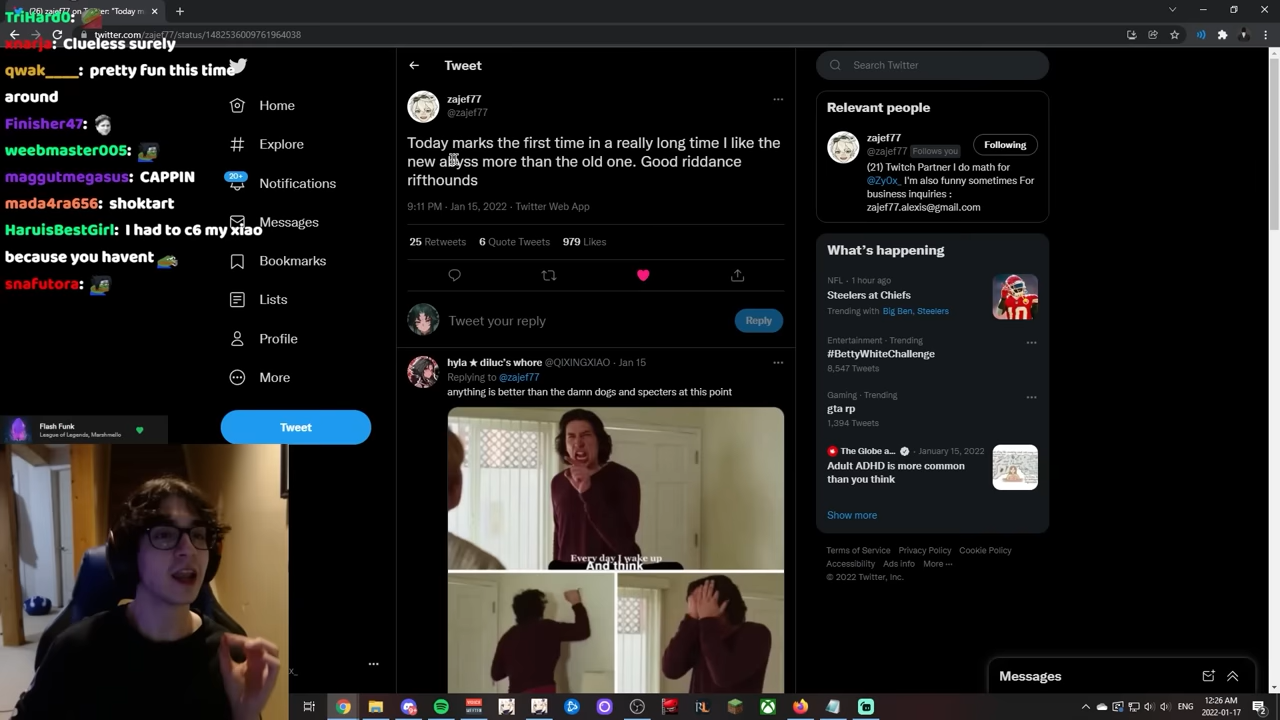 (26) zajef77 on Twitter: "Today m
twitter.com/zajef77/status/1482536009761964038
TriHard0:
xnarja: Clueless surely
qwak____: pretty fun this time
around
Finisher47:
weebmaster005:
maggutmegasus: CAPPIN
mada4ra656: shoktart
HaruisBestGirl: I had to c6 my xiao
because you havent
snafutora:
Flash Funk
League of Legends, Marshmello
Home
Explore
20+
Notifications
Messages
Bookmarks
Lists
Profile
More
Tweet
Tweet
zajef77
@zajef77
Today marks the first time in a really long time I like the
new abyss more than the old one. Good riddance
rifthounds
9:11 PM · Jan 15, 2022 · Twitter Web App
25 Retweets 6 Quote Tweets 979 Likes
Tweet your reply
Reply
hyla ★ diluc's whore @QIXINGXIAO · Jan 15
Replying to @zajef77
anything is better than the damn dogs and specters at this point
Every day I wake up
And think
Search Twitter
Relevant people
zajef77
@zajef77 Follows you
Following
(21) Twitch Partner I do math for
@Zy0x_ I'm also funny sometimes For
business inquiries :
zajef77.alexis@gmail.com
What's happening
NFL · 1 hour ago
Steelers at Chiefs
Trending with Big Ben, Steelers
Entertainment · Trending
#BettyWhiteChallenge
8,547 Tweets
Gaming · Trending
gta rp
1,394 Tweets
The Globe a... · January 15, 2022
Adult ADHD is more common
than you think
Show more
Terms of Service Privacy Policy Cookie Policy
Accessibility Ads info More ···
© 2022 Twitter, Inc.
Messages
ENG
12:26 AM
2022-01-17